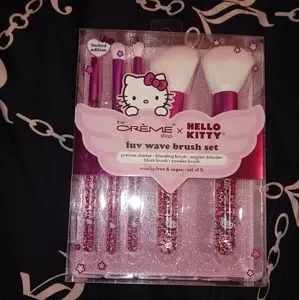 limited
edition
the
CRÈME
shop
x
HELLO
KITTY
luv wave brush set
precise shader • blending brush • angled detailer
blush brush • powder brush
cruelty-free & vegan • set of 5